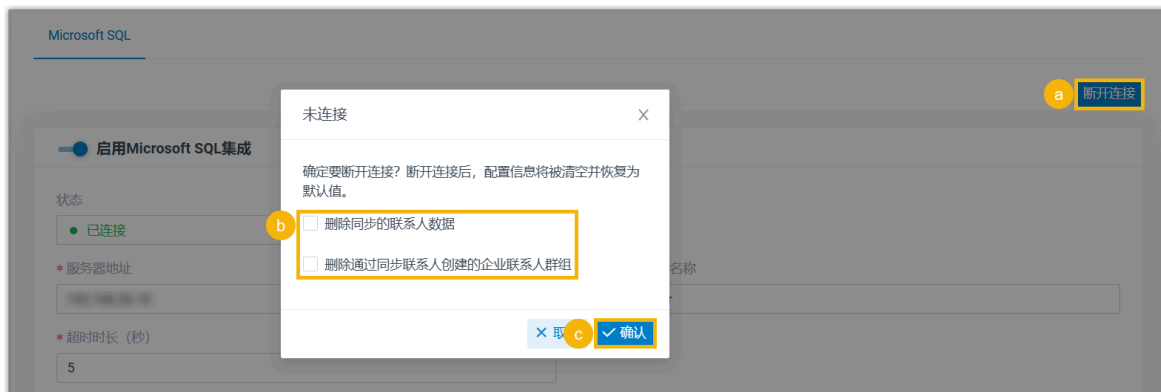 Microsoft SQL
a 断开连接
未连接
启用Microsoft SQL集成
确定要断开连接？断开连接后，配置信息将被清空并恢复为
默认值。
状态
b 删除同步的联系人数据
已连接
删除通过同步联系人创建的企业联系人群组
* 服务器地址
名称
取 c 确认
* 超时时长（秒）
5